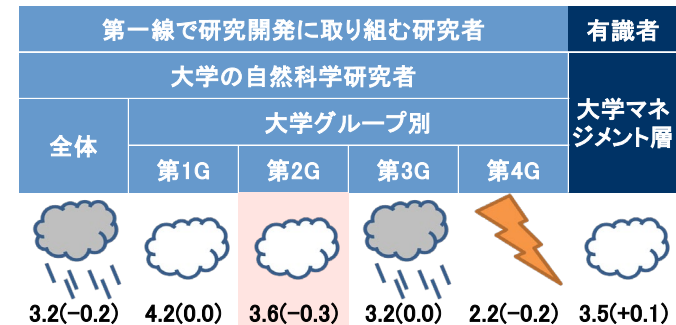 第一線で研究開発に取り組む研究者
有識者
大学の自然科学研究者
大学マネ
ジメント層
全体
大学グループ別
第1G
第2G
第3G
第4G
3.2(−0.2)
4.2(0.0)
3.6(−0.3)
3.2(0.0)
2.2(−0.2)
3.5(+0.1)